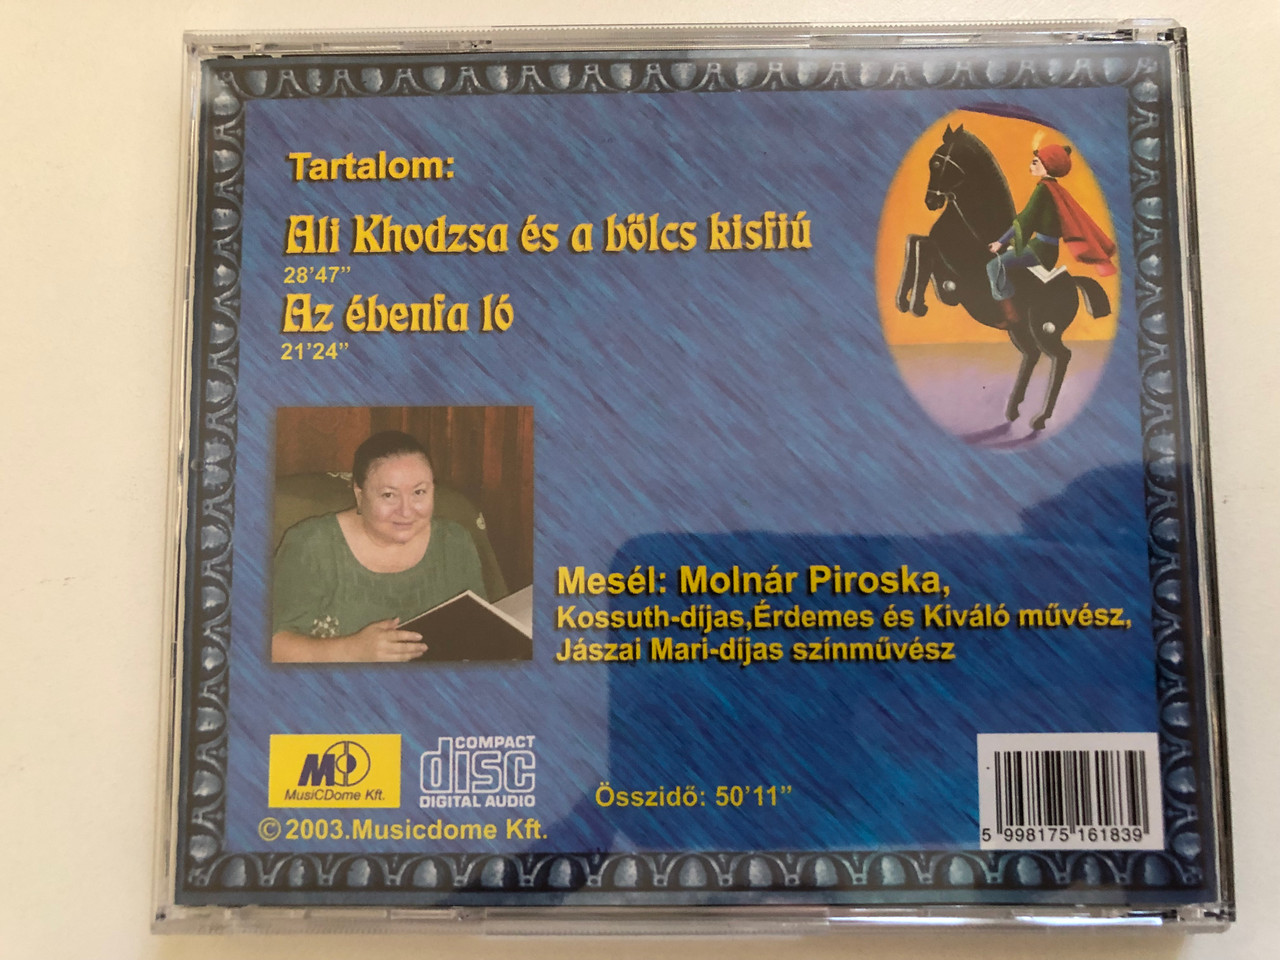 Tartalom:
Ali Khodzsa és a bölcs kisfiú
28'47"
Az ébenfa ló
21'24"
Mesél: Molnár Piroska,
Kossuth-díjas,Érdemes és Kiváló művész,
Jászai Mari-díjas színművész
MD
MusiCDome Kft.
COMPACT
disc
DIGITAL AUDIO
Összidő: 50'11"
© 2003.Musicdome Kft.
5 998175 161839